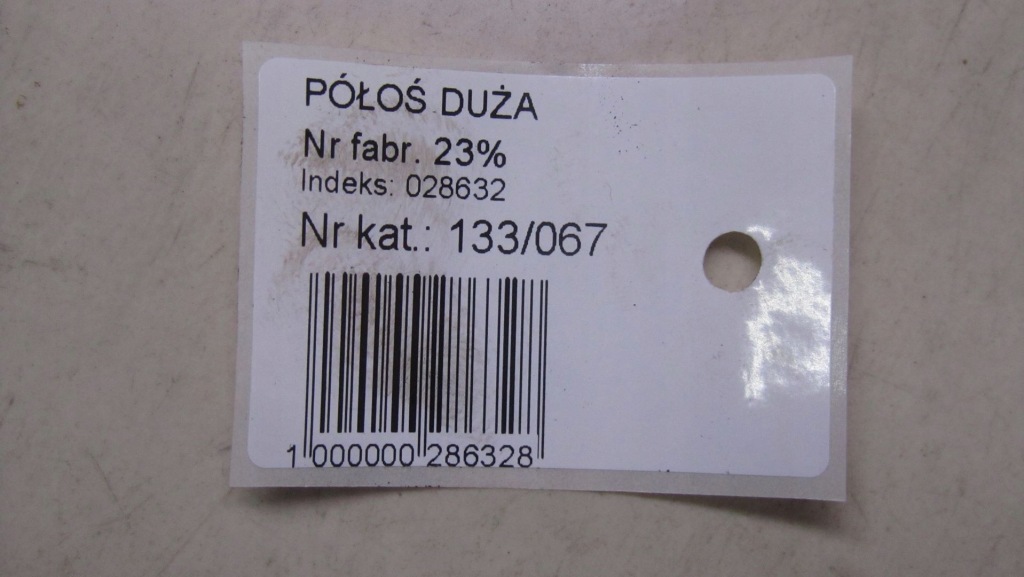 PÓŁOŚ DUŻA
Nr fabr. 23%
Indeks: 028632
Nr kat.: 133/067
1 000000 286328